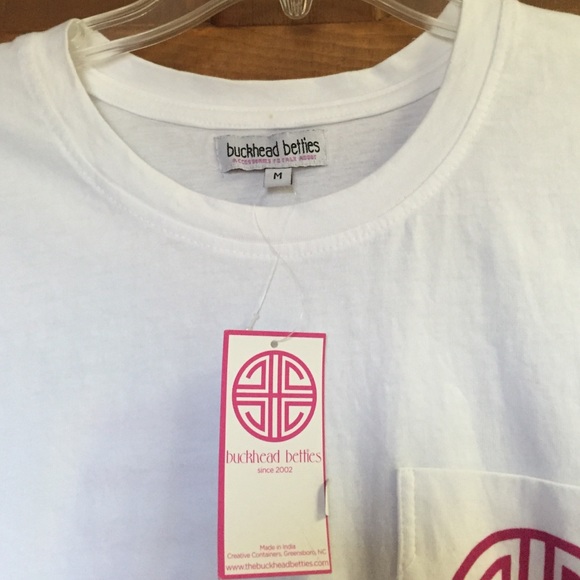 buckhead betties
M
buckhead betties
since 2002
Made in India
Creative Containers, Greensboro, NC
www.thebuckheadbetties.com